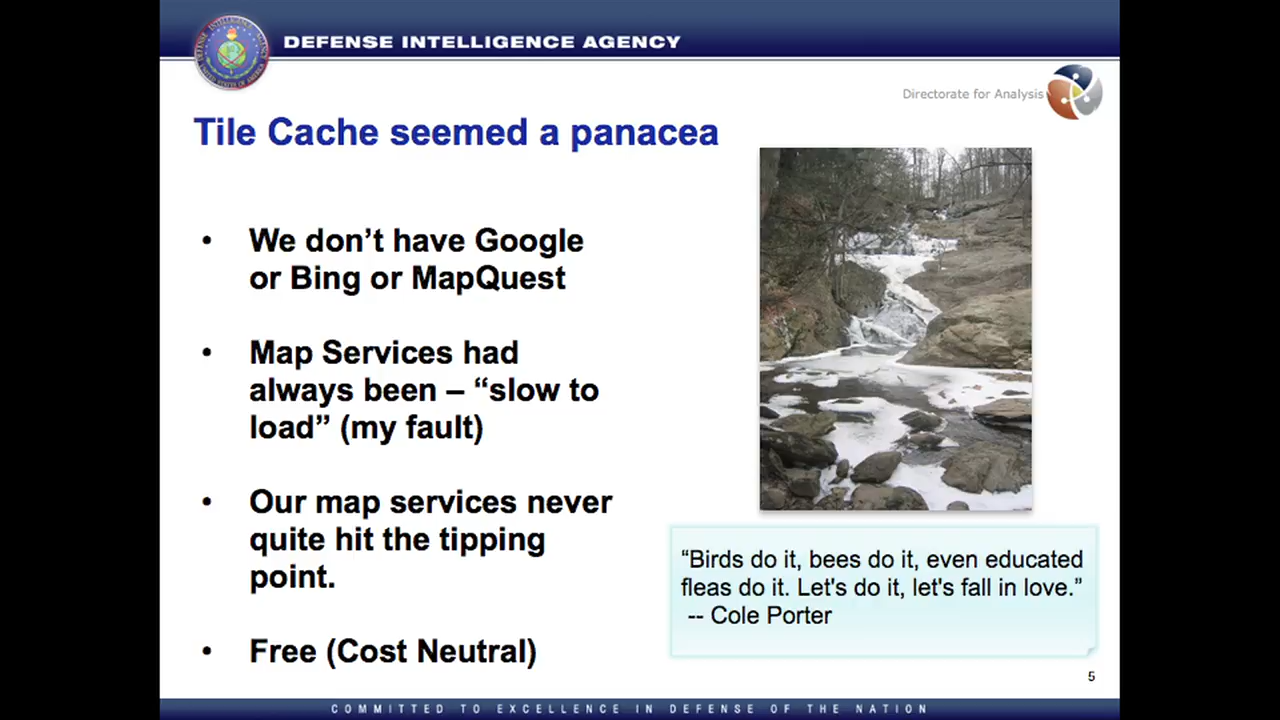 DEFENSE INTELLIGENCE AGENCY
Directorate for Analysis
Tile Cache seemed a panacea
• We don’t have Google
or Bing or MapQuest
• Map Services had
always been – “slow to
load” (my fault)
• Our map services never
quite hit the tipping
point.
• Free (Cost Neutral)
“Birds do it, bees do it, even educated
fleas do it. Let's do it, let's fall in love.”
-- Cole Porter
5
COMMITTED TO EXCELLENCE IN DEFENSE OF THE NATION